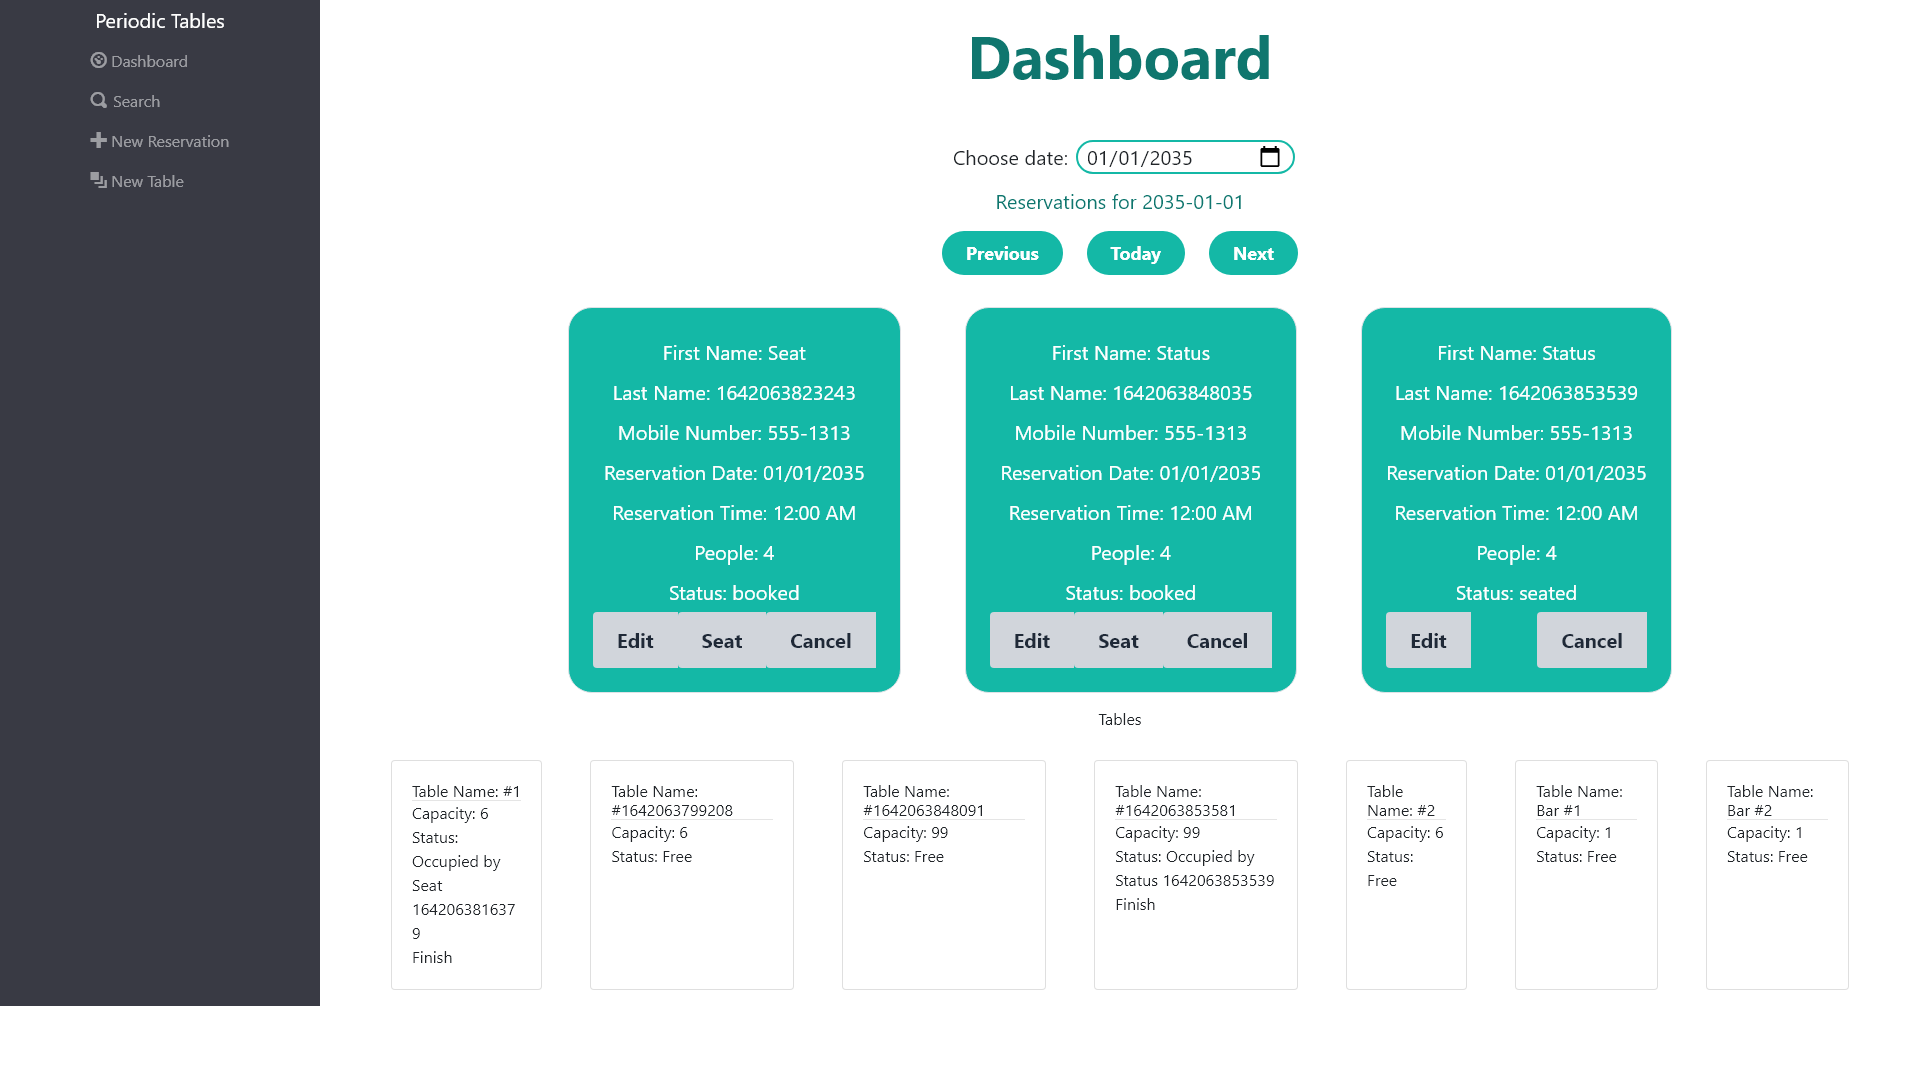 Periodic Tables
Dashboard
Search
New Reservation
New Table
Dashboard
Choose date: 01/01/2035
Reservations for 2035-01-01
Previous Today Next
First Name: Seat
Last Name: 1642063823243
Mobile Number: 555-1313
Reservation Date: 01/01/2035
Reservation Time: 12:00 AM
People: 4
Status: booked
Edit Seat Cancel
First Name: Status
Last Name: 1642063848035
Mobile Number: 555-1313
Reservation Date: 01/01/2035
Reservation Time: 12:00 AM
People: 4
Status: booked
Edit Seat Cancel
First Name: Status
Last Name: 1642063853539
Mobile Number: 555-1313
Reservation Date: 01/01/2035
Reservation Time: 12:00 AM
People: 4
Status: seated
Edit Cancel
Tables
Table Name: #1
Capacity: 6
Status:
Occupied by
Seat
164206381637
9
Finish
Table Name:
#1642063799208
Capacity: 6
Status: Free
Table Name:
#1642063848091
Capacity: 99
Status: Free
Table Name:
#1642063853581
Capacity: 99
Status: Occupied by
Status 1642063853539
Finish
Table
Name: #2
Capacity: 6
Status:
Free
Table Name:
Bar #1
Capacity: 1
Status: Free
Table Name:
Bar #2
Capacity: 1
Status: Free